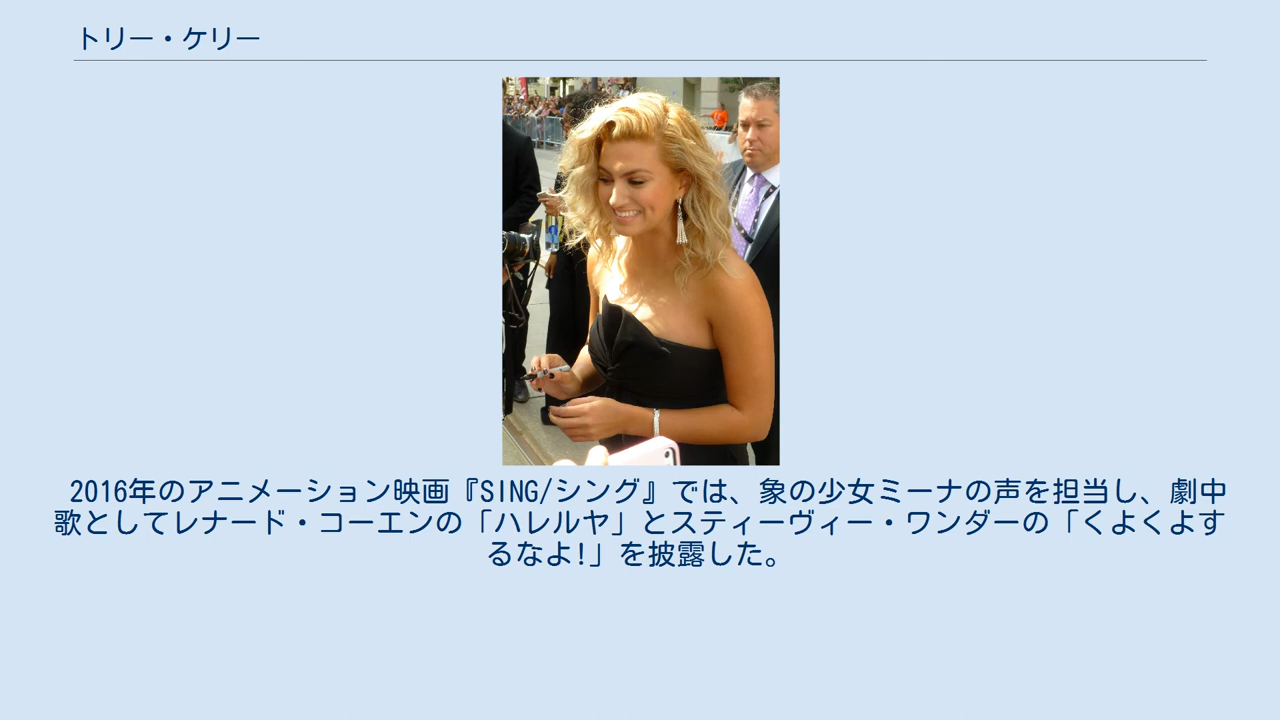 トリー・ケリー
2016年のアニメーション映画『SING/シング』では、象の少女ミーナの声を担当し、劇中
歌としてレナード・コーエンの「ハレルヤ」とスティーヴィー・ワンダーの「くよくよす
るなよ!」を披露した。